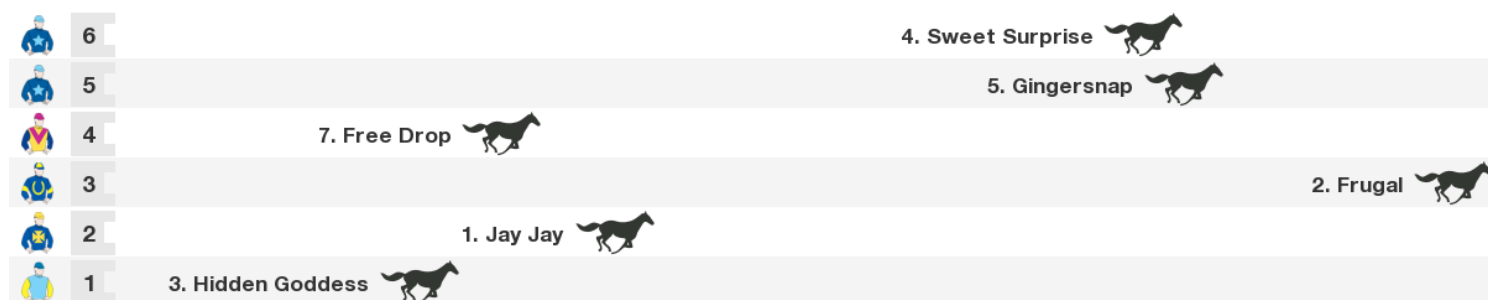 6 4. Sweet Surprise
5 5. Gingersnap
4 7. Free Drop
3 2. Frugal
2 1. Jay Jay
1 3. Hidden Goddess